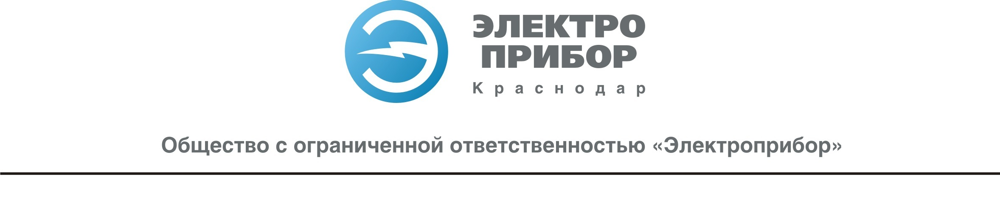 ЭЛЕКТРО
ПРИБОР
Краснодар
Общество с ограниченной ответственностью «Электроприбор»